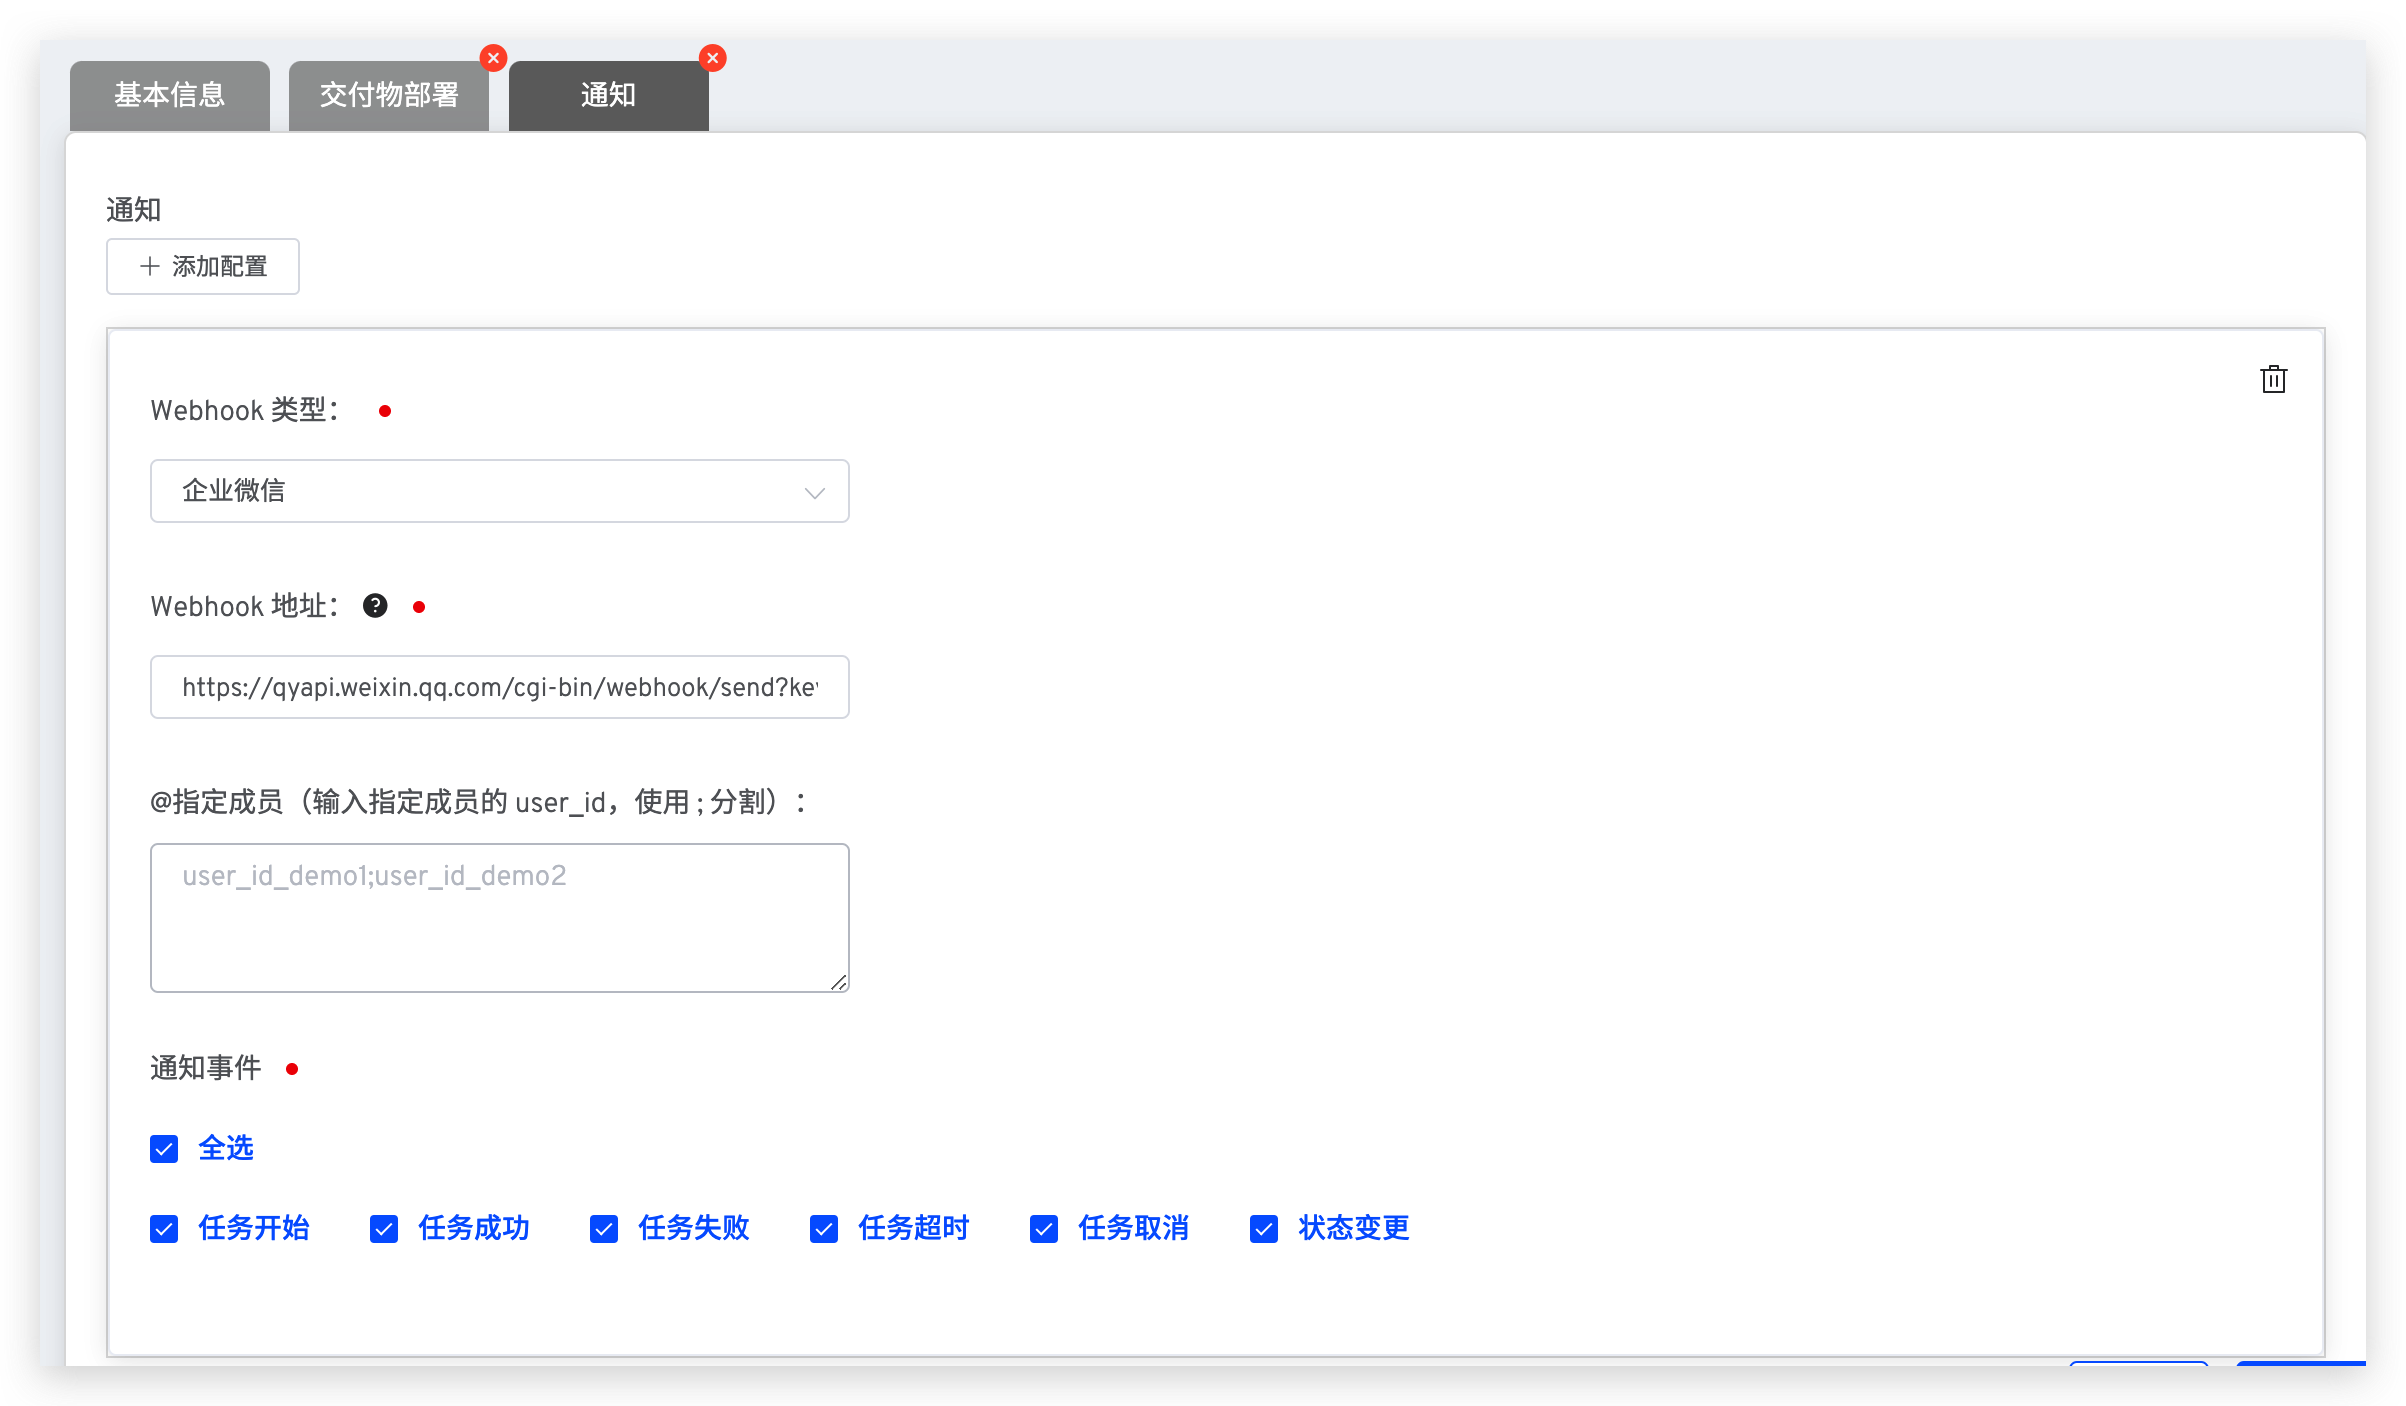 基本信息 交付物部署 通知
通知
添加配置
Webhook 类型：
企业微信
Webhook 地址：
https://qyapi.weixin.qq.com/cgi-bin/webhook/send?key
@指定成员（输入指定成员的 user_id，使用 ; 分割）：
user_id_demo1;user_id_demo2
通知事件
全选
任务开始 任务成功 任务失败 任务超时 任务取消 状态变更